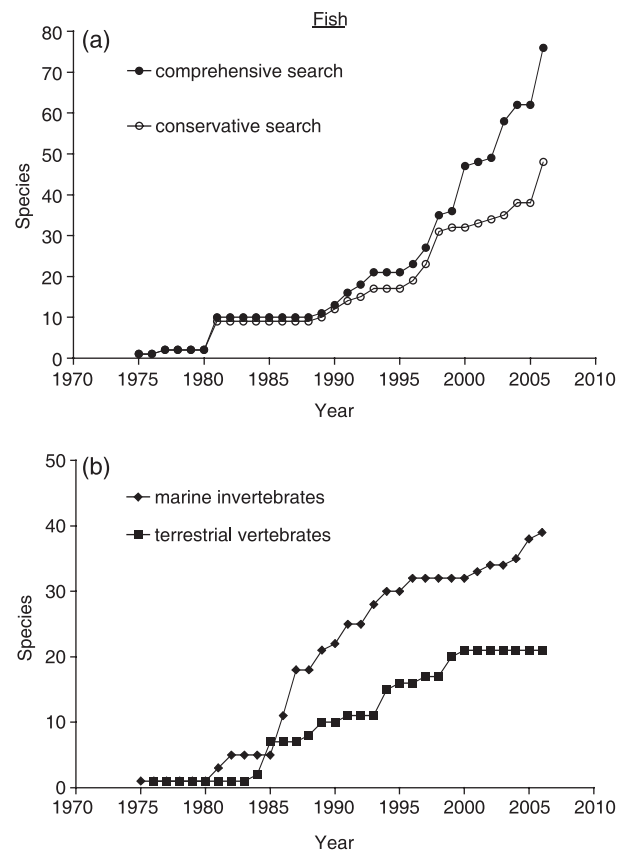 Fish
(a)
80
70
60
50
40
30
20
10
0
comprehensive search
conservative search
Species
1970 1975 1980 1985 1990 1995 2000 2005 2010
Year
(b)
50
40
30
20
10
0
marine invertebrates
terrestrial vertebrates
Species
1970 1975 1980 1985 1990 1995 2000 2005 2010
Year